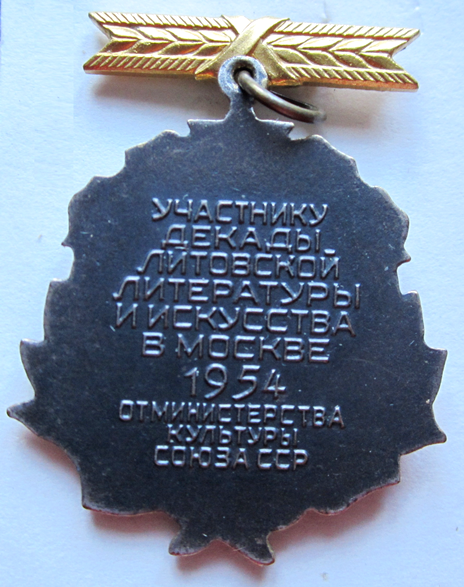 УЧАСТНИКУ
ДЕКАДЫ
ЛИТОВСКОЙ
ЛИТЕРАТУРЫ
И ИСКУССТВА
В МОСКВЕ
1954
ОТ МИНИСТЕРСТВА
КУЛЬТУРЫ
СОЮЗА ССР